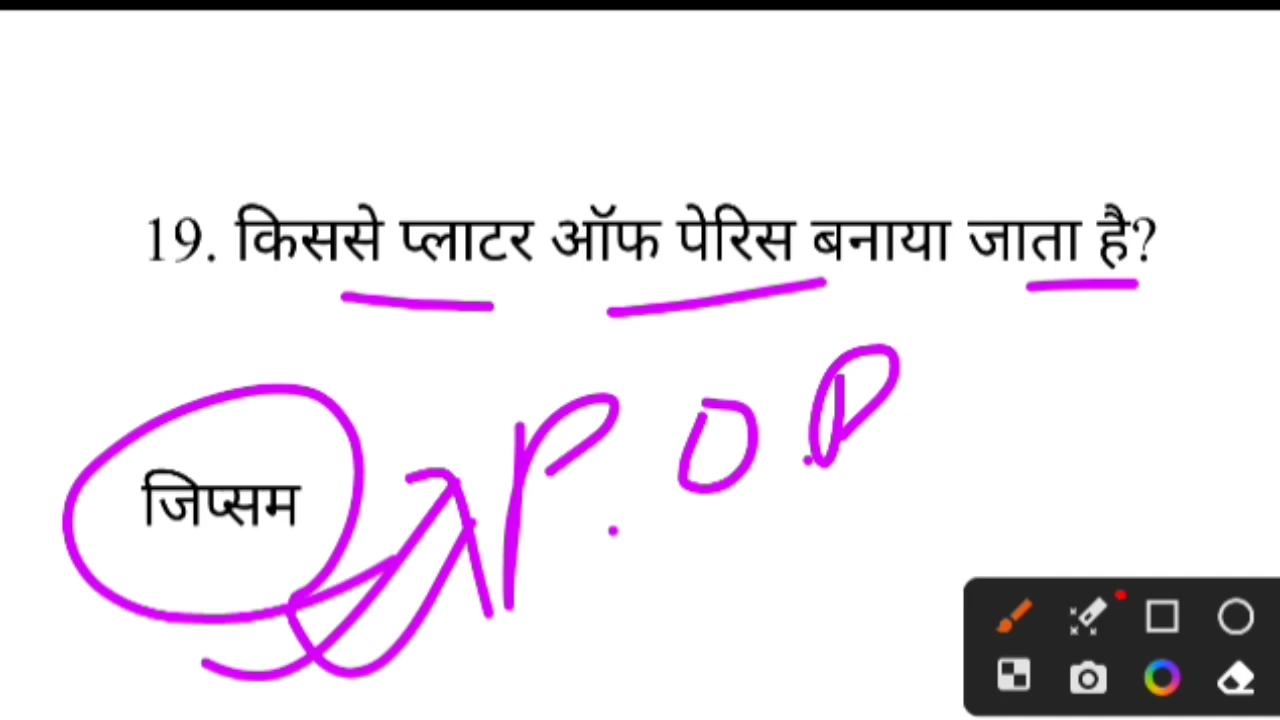 19. किससे प्लाटर ऑफ पेरिस बनाया जाता है?
जिप्सम P.O.P